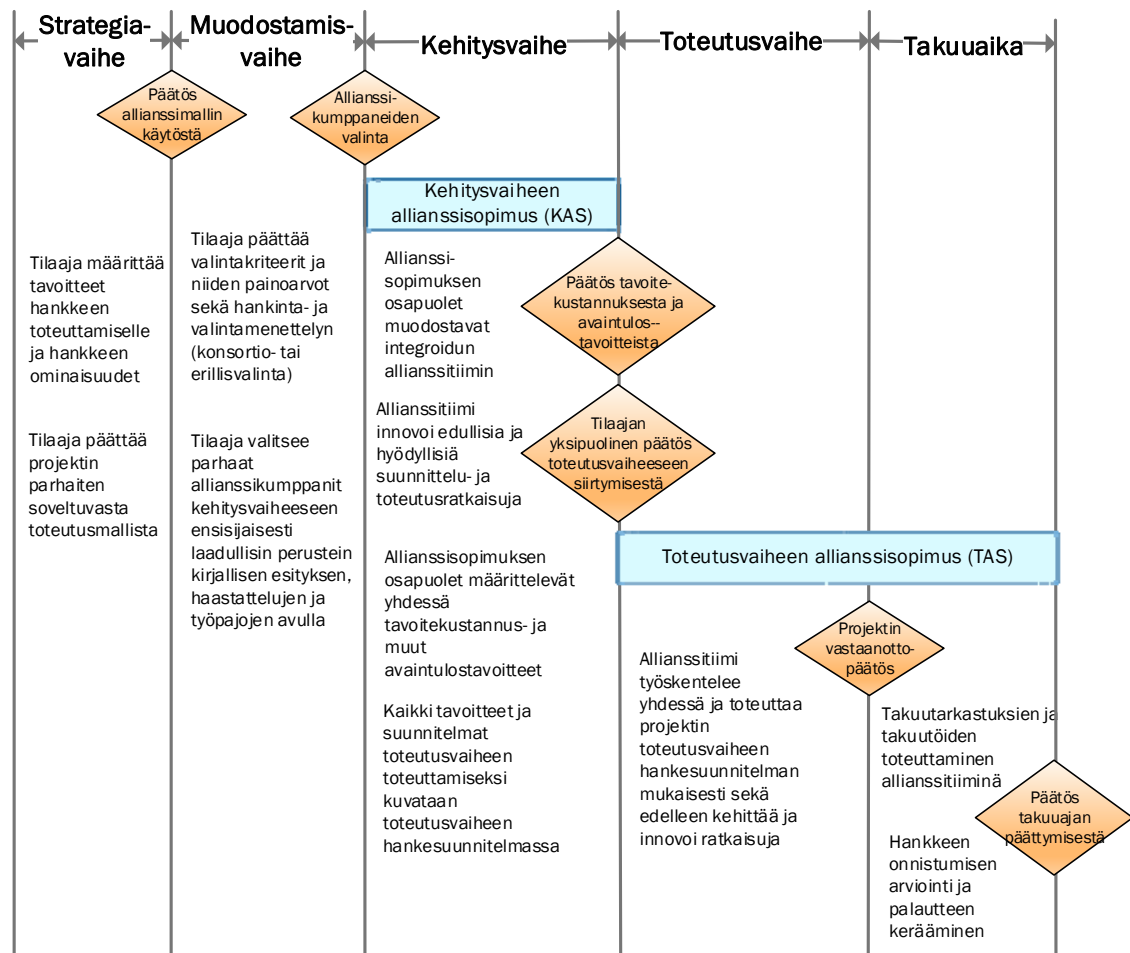 Strategia-
vaihe
Muodostamis-
vaihe
Kehitysvaihe
Toteutusvaihe
Takuuaika
Päätös
allianssimallin
käytöstä
Allianssi-
kumppaneiden
valinta
Kehitysvaiheen
allianssisopimus (KAS)
Tilaaja määrittää
tavoitteet
hankkeen
toteuttamiselle
ja hankkeen
ominaisuudet
Tilaaja päättää
projektin
parhaiten
soveltuvasta
toteutusmallista
Tilaaja päättää
valintakriteerit ja
niiden painoarvot
sekä hankinta- ja
valintamenettelyn
(konsortio- tai
erillisvalinta)
Tilaaja valitsee
parhaat
allianssikumppanit
kehitysvaiheeseen
ensisijaisesti
laadullisin perustein
kirjallisen esityksen,
haastattelujen ja
työpajojen avulla
Allianssi-
sopimuksen
osapuolet
muodostavat
integroidun
allianssitiimin
Allianssitiimi
innovoi edullisia ja
hyödyllisiä
suunnittelu- ja
toteutusratkaisuja
Allianssisopimuksen
osapuolet määrittelevät
yhdessä
tavoitekustannus- ja
muut
avaintulostavoitteet
Kaikki tavoitteet ja
suunnitelmat
toteutusvaiheen
toteuttamiseksi
kuvataan
toteutusvaiheen
hankesuunnitelmassa
Päätös tavoite-
kustannuksesta ja
avaintulos--
tavoitteista
Tilaajan
yksipuolinen päätös
toteutusvaiheeseen
siirtymisestä
Toteutusvaiheen allianssisopimus (TAS)
Allianssitiimi
työskentelee
yhdessä ja toteuttaa
projektin
toteutusvaiheen
hankesuunnitelman
mukaisesti sekä
edelleen kehittää ja
innovoi ratkaisuja
Projektin
vastaanotto-
päätös
Takuutarkastuksien ja
takuutöiden
toteuttaminen
allianssitiiminä
Hankkeen
onnistumisen
arviointi ja
palautteen
kerääminen
Päätös
takuuajan
päättymisestä